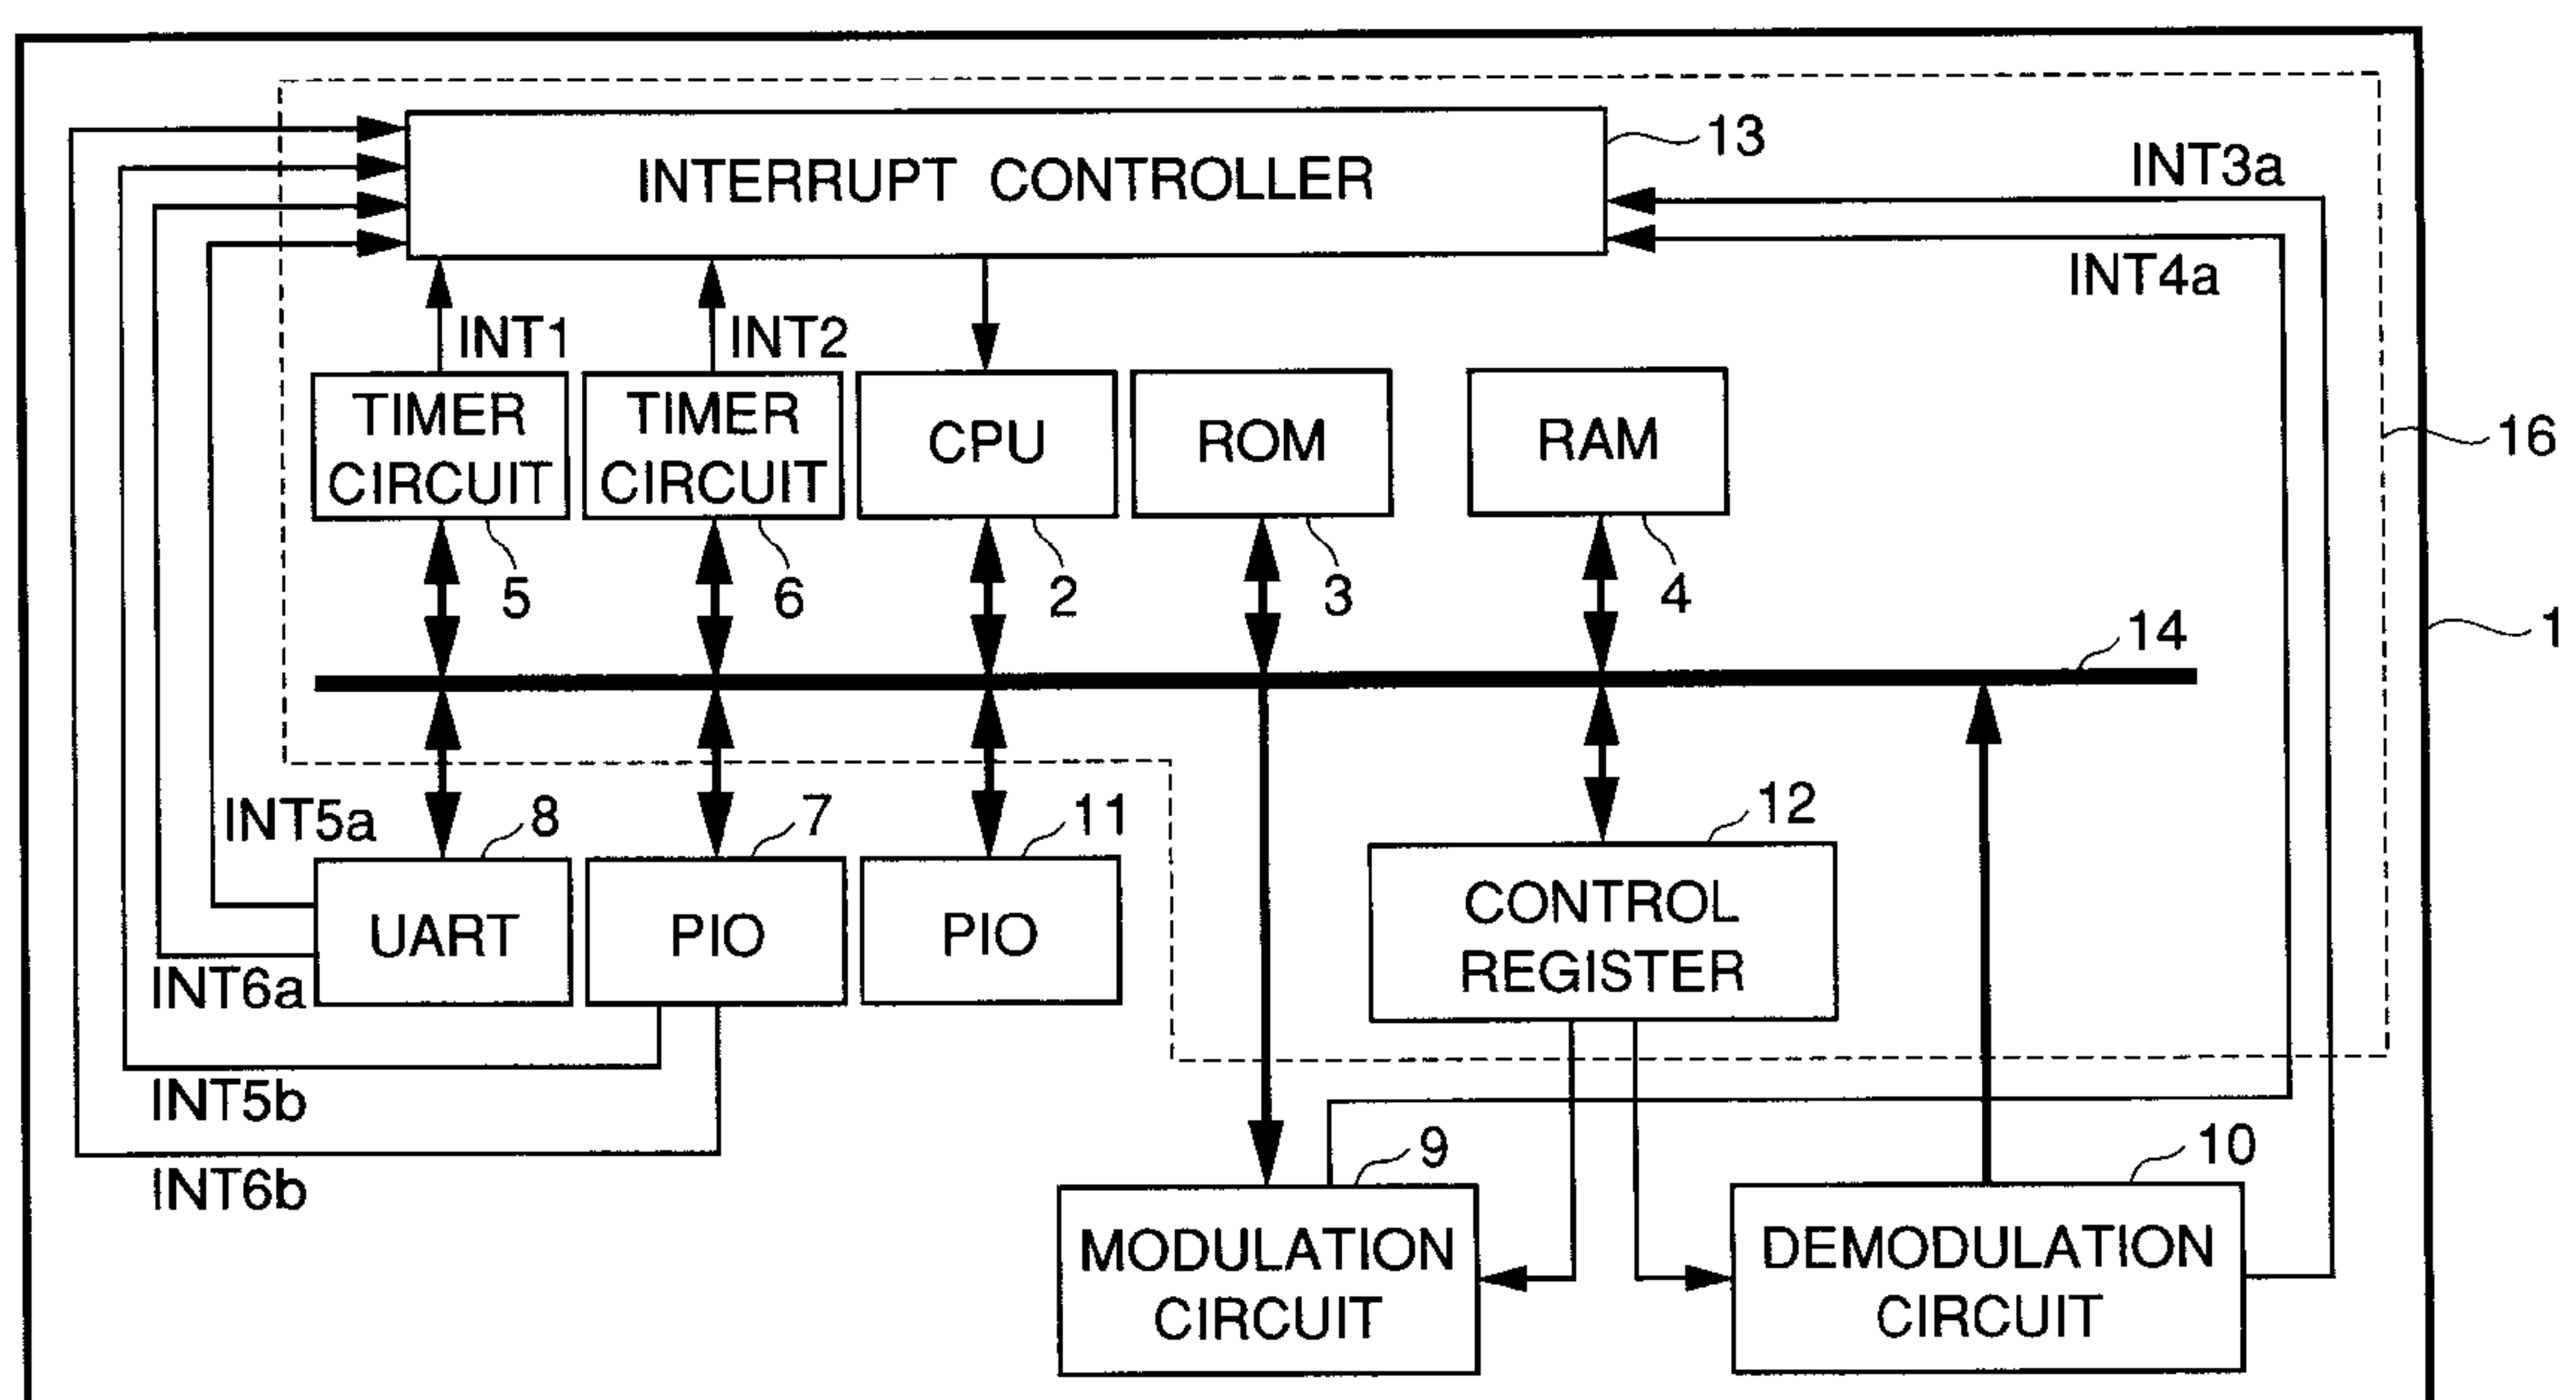 INTERRUPT CONTROLLER
13
INT3a
INT4a
INT1
INT2
TIMER
CIRCUIT
TIMER
CIRCUIT
CPU
ROM
RAM
16
5
6
2
3
4
14
1
INT5a
8
7
11
12
UART
PIO
PIO
CONTROL
REGISTER
INT6a
INT5b
INT6b
9
10
MODULATION
CIRCUIT
DEMODULATION
CIRCUIT